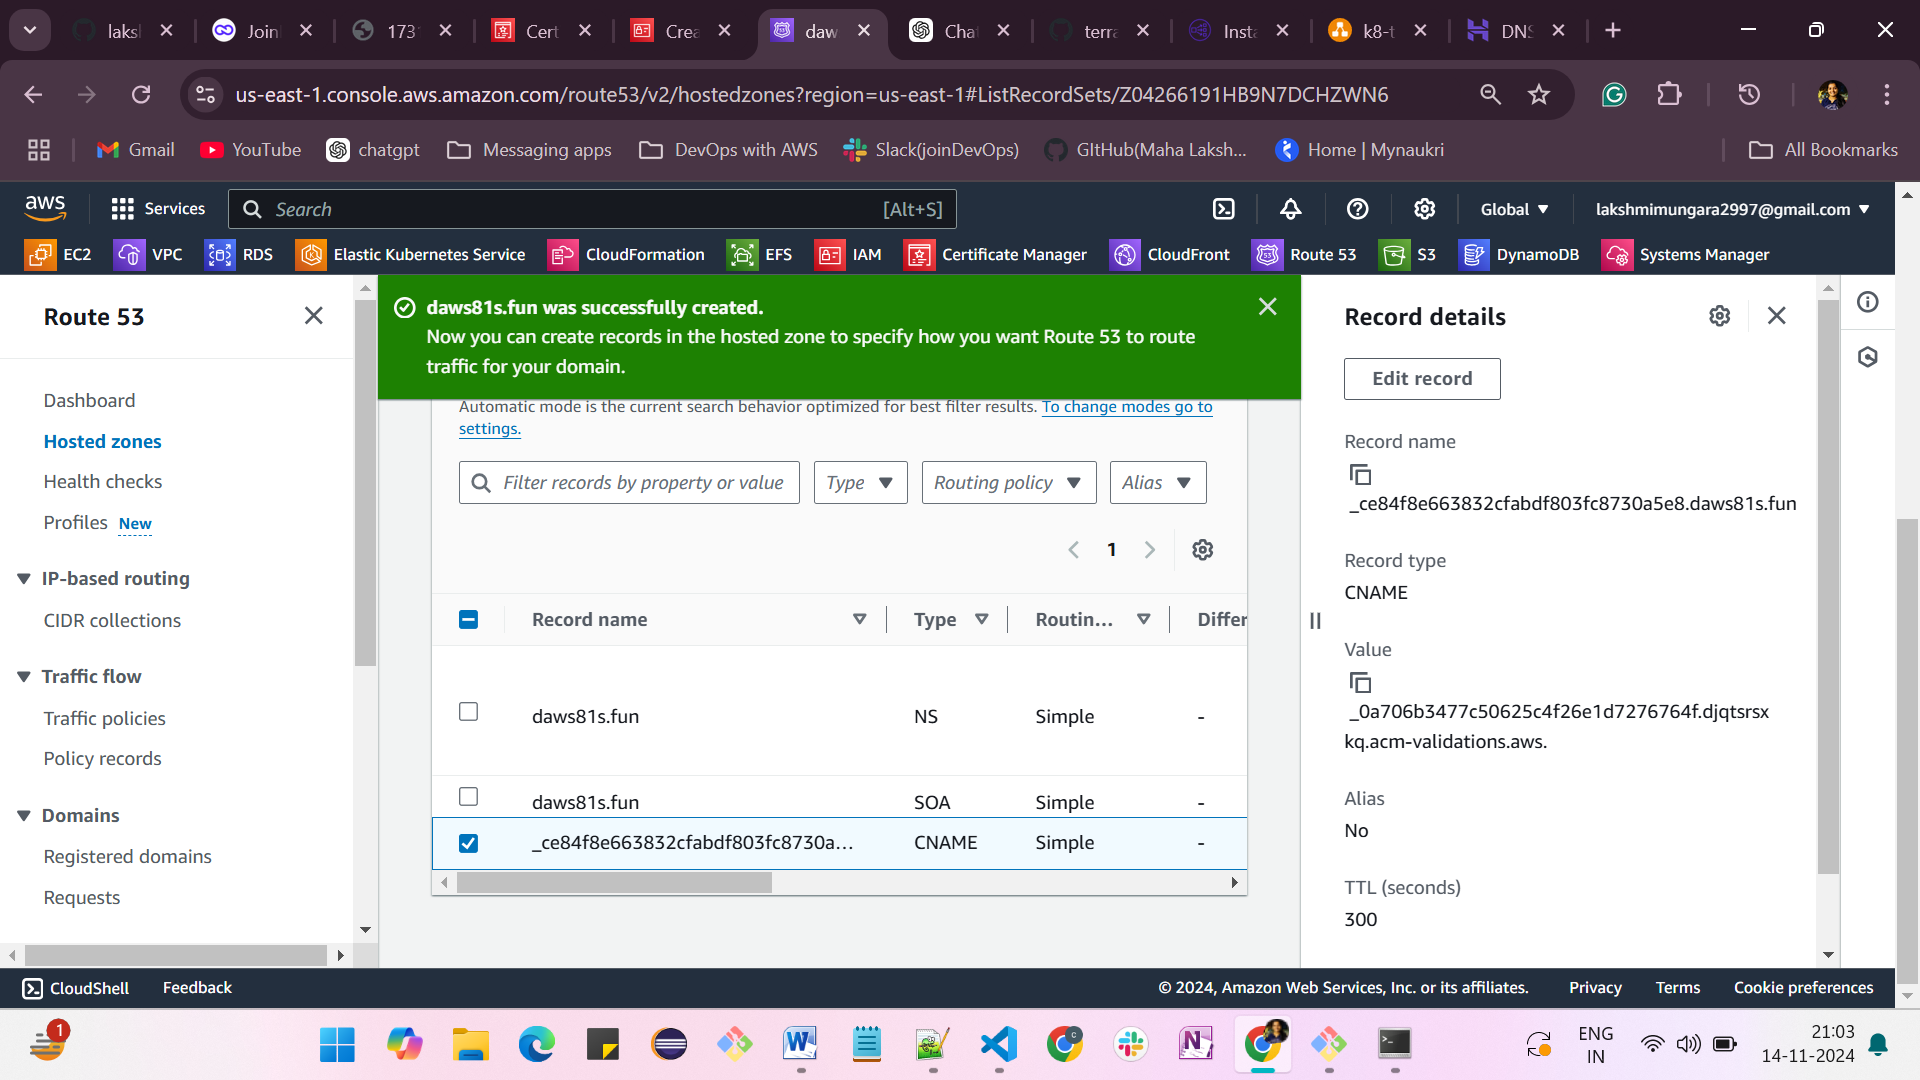 laksl
Join
173
Cert
Crea
daw
Cha
terra
Insta
k8-t
DNS
us-east-1.console.aws.amazon.com/route53/v2/hostedzones?region=us-east-1#ListRecordSets/Z04266191HB9N7DCHZWN6
Gmail
YouTube
chatgpt
Messaging apps
DevOps with AWS
Slack(joinDevOps)
GItHub(Maha Laksh...
Home | Mynaukri
All Bookmarks
aws
Services
Search
[Alt+S]
Global
lakshmimungara2997@gmail.com
EC2
VPC
RDS
Elastic Kubernetes Service
CloudFormation
EFS
IAM
Certificate Manager
CloudFront
Route 53
S3
DynamoDB
Systems Manager
Route 53
Dashboard
Hosted zones
Health checks
Profiles New
IP-based routing
CIDR collections
Traffic flow
Traffic policies
Policy records
Domains
Registered domains
Requests
daws81s.fun was successfully created.
Now you can create records in the hosted zone to specify how you want Route 53 to route
traffic for your domain.
Automatic mode is the current search behavior optimized for best filter results. To change modes go to
settings.
Filter records by property or value
Type
Routing policy
Alias
1
Record name
Type
Routin...
Differ
daws81s.fun
NS
Simple
-
daws81s.fun
SOA
Simple
-
_ce84f8e663832cfabdf803fc8730a...
CNAME
Simple
-
Record details
Edit record
Record name
_ce84f8e663832cfabdf803fc8730a5e8.daws81s.fun
Record type
CNAME
Value
_0a706b3477c50625c4f26e1d7276764f.djqtsrsx
kq.acm-validations.aws.
Alias
No
TTL (seconds)
300
CloudShell
Feedback
© 2024, Amazon Web Services, Inc. or its affiliates.
Privacy
Terms
Cookie preferences
1
ENG
IN
21:03
14-11-2024